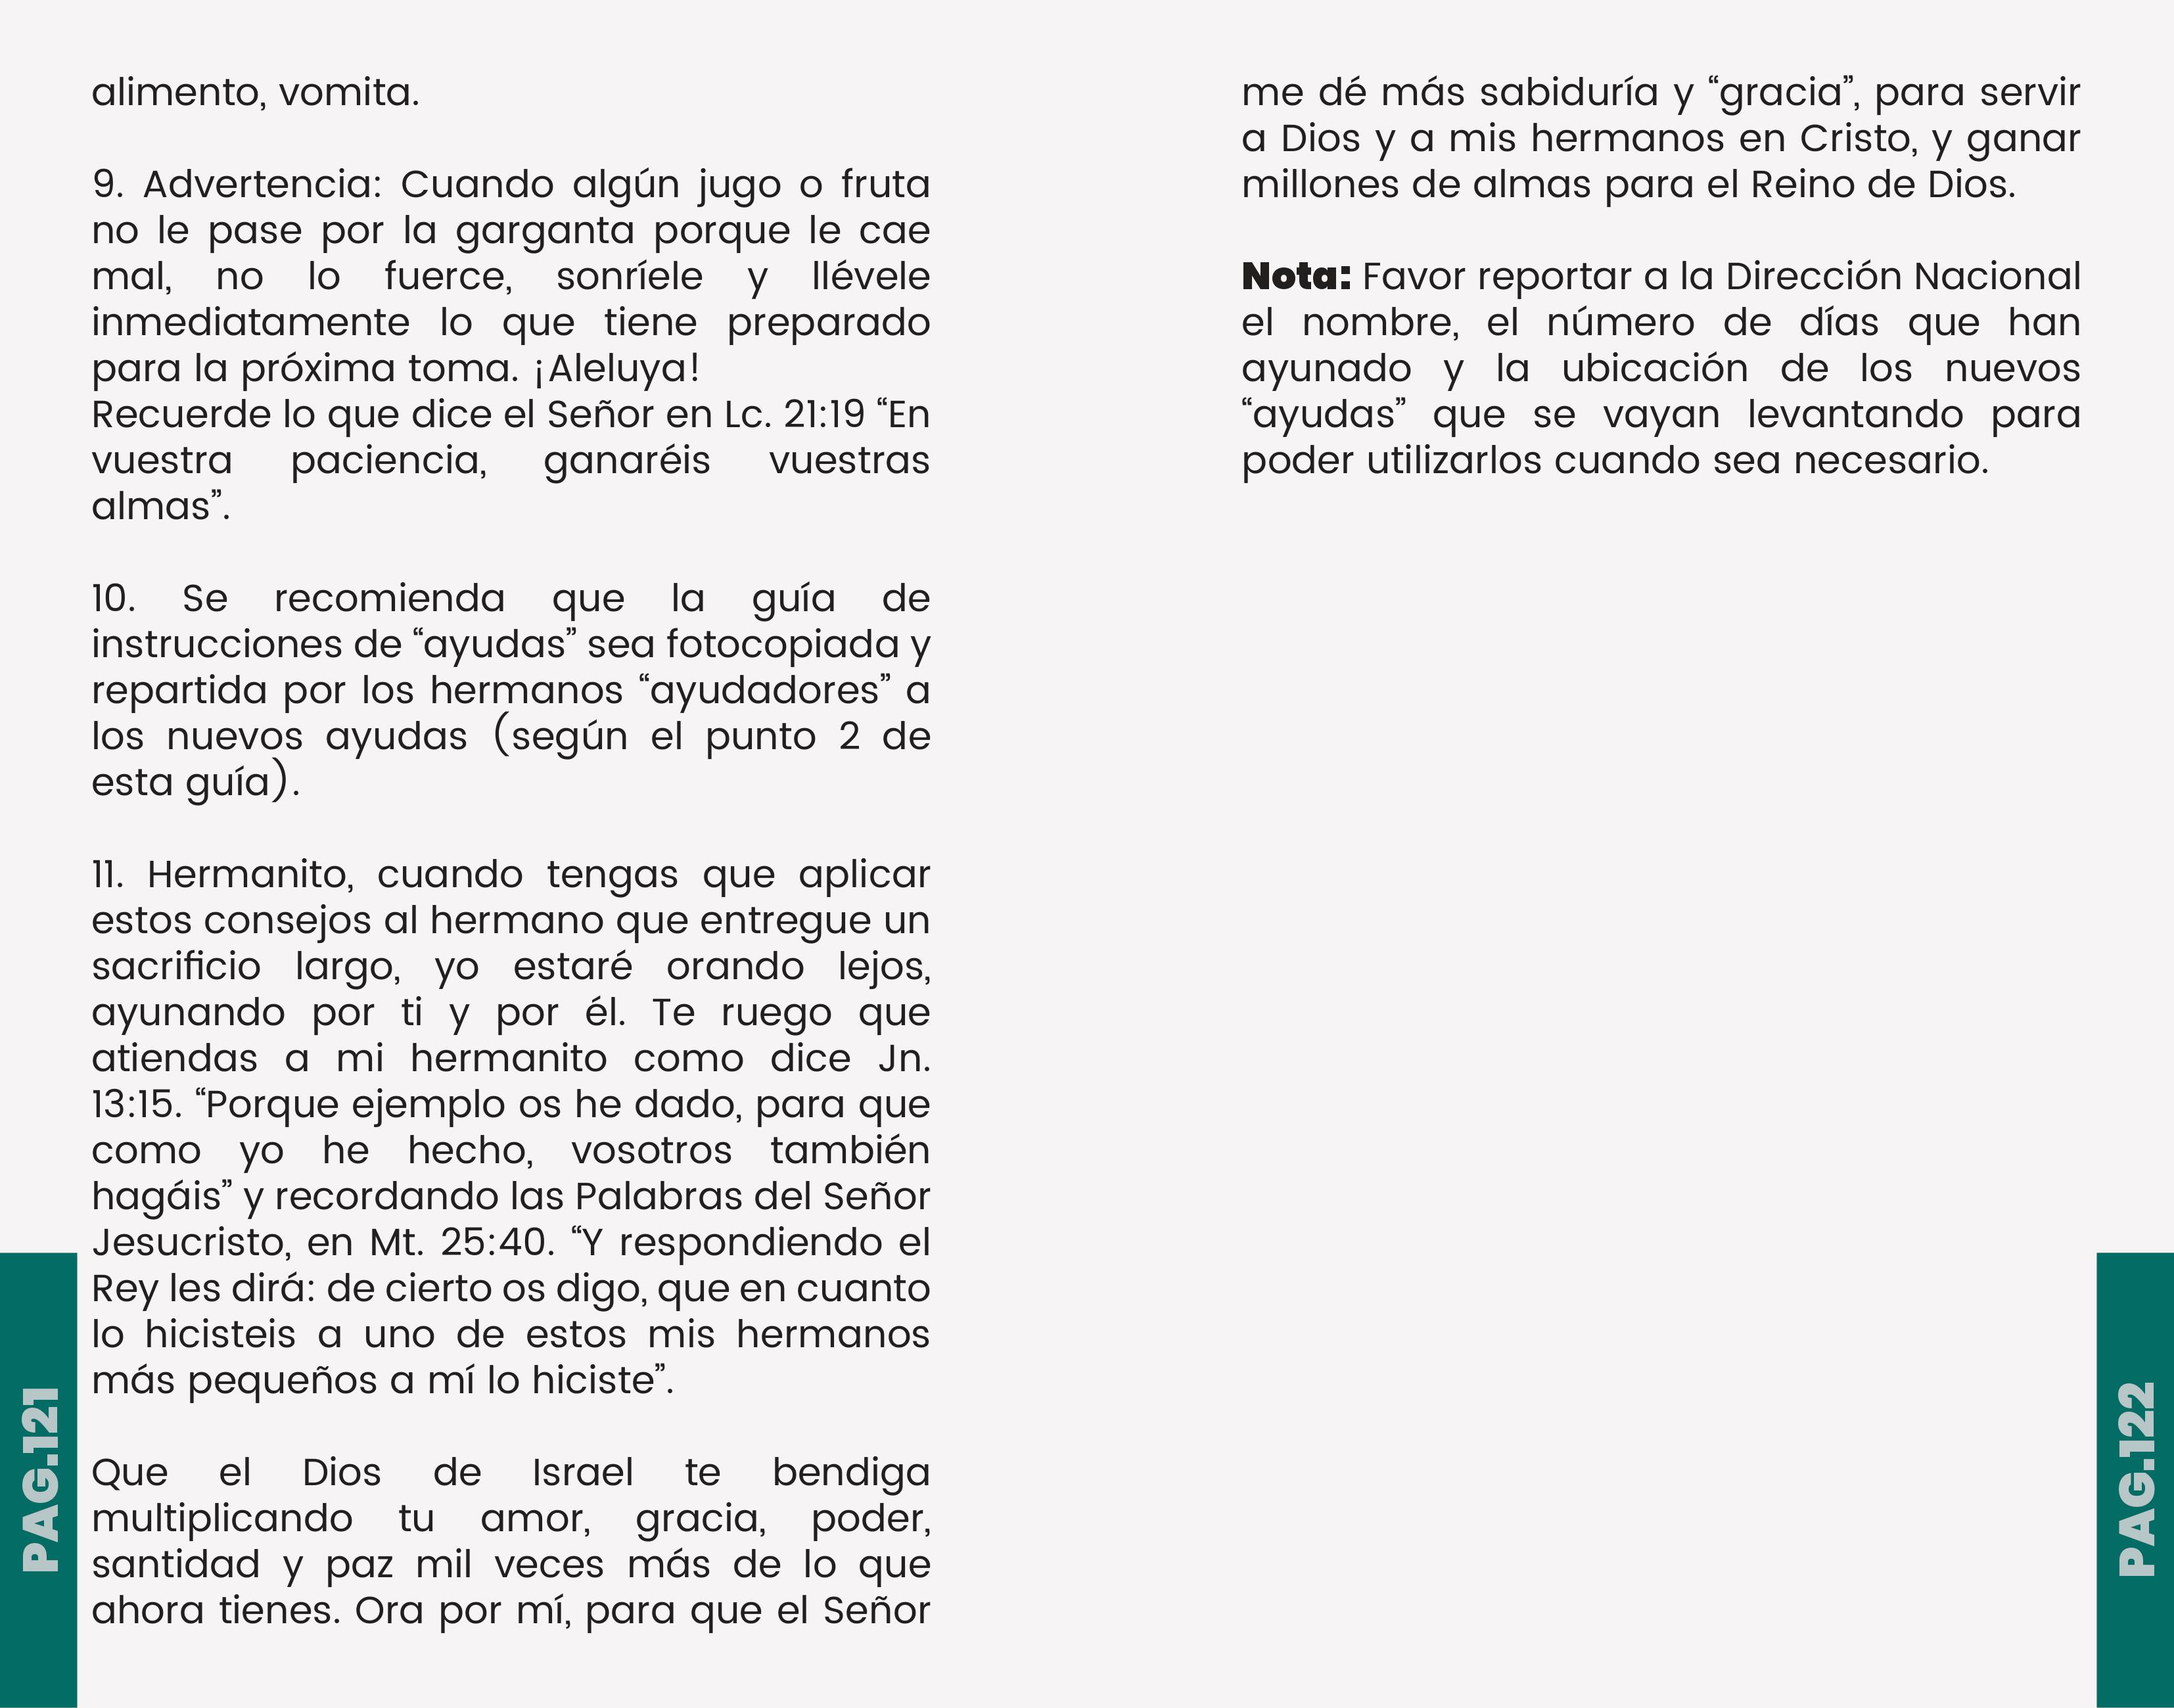 alimento, vomita.
9. Advertencia: Cuando algún jugo o fruta
no le pase por la garganta porque le cae
mal, no lo fuerce, sonríele y llévele
inmediatamente lo que tiene preparado
para la próxima toma. ¡Aleluya!
Recuerde lo que dice el Señor en Lc. 21:19 “En
vuestra paciencia, ganaréis vuestras
almas”.
10. Se recomienda que la guía de
instrucciones de “ayudas” sea fotocopiada y
repartida por los hermanos “ayudadores” a
los nuevos ayudas (según el punto 2 de
esta guía).
11. Hermanito, cuando tengas que aplicar
estos consejos al hermano que entregue un
sacrificio largo, yo estaré orando lejos,
ayunando por ti y por él. Te ruego que
atiendas a mi hermanito como dice Jn.
13:15. “Porque ejemplo os he dado, para que
como yo he hecho, vosotros también
hagáis” y recordando las Palabras del Señor
Jesucristo, en Mt. 25:40. “Y respondiendo el
Rey les dirá: de cierto os digo, que en cuanto
lo hicisteis a uno de estos mis hermanos
más pequeños a mí lo hiciste”.
Que el Dios de Israel te bendiga
multiplicando tu amor, gracia, poder,
santidad y paz mil veces más de lo que
ahora tienes. Ora por mí, para que el Señor
PAG.121
me dé más sabiduría y “gracia”, para servir
a Dios y a mis hermanos en Cristo, y ganar
millones de almas para el Reino de Dios.
Nota: Favor reportar a la Dirección Nacional
el nombre, el número de días que han
ayunado y la ubicación de los nuevos
“ayudas” que se vayan levantando para
poder utilizarlos cuando sea necesario.
PAG.122